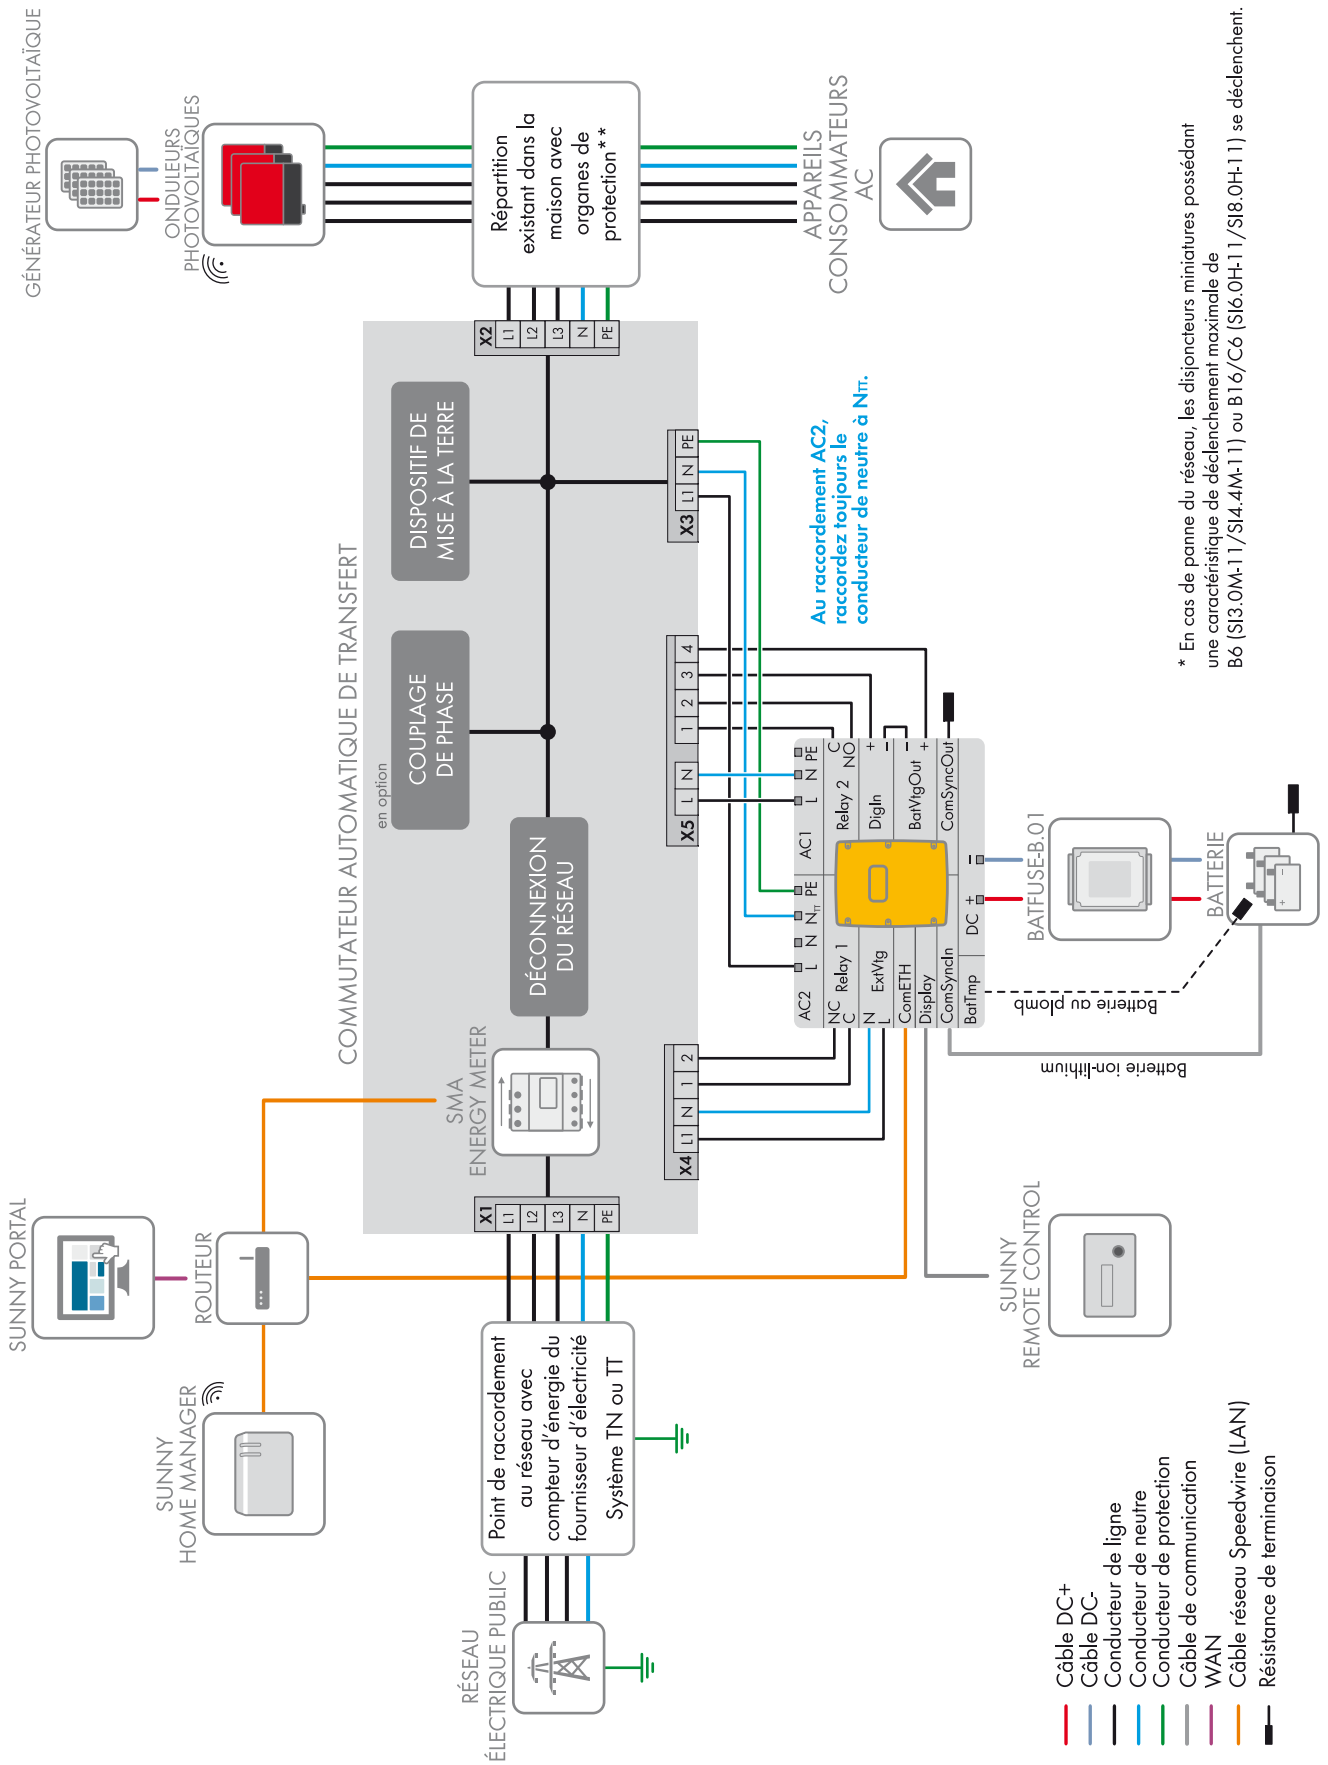 SUNNY PORTAL
GÉNÉRATEUR PHOTOVOLTAÏQUE
SUNNY
HOME MANAGER
ROUTEUR
ONDULEURS
PHOTOVOLTAÏQUES
COMMUTATEUR AUTOMATIQUE DE TRANSFERT
en option
COUPLAGE
DE PHASE
DISPOSITIF DE
MISE À LA TERRE
SMA
ENERGY METER
DÉCONNEXION
DU RÉSEAU
RÉSEAU
ÉLECTRIQUE PUBLIC
Point de raccordement
au réseau avec
compteur d'énergie du
fournisseur d'électricité
Système TN ou TT
X1
L1
L2
L3
N
PE
X2
L1
L2
L3
N
PE
Répartition
existant dans la
maison avec
organes de
protection**
X4
L1
N
1
2
X5
L
N
1
2
3
4
X3
L1
N
PE
APPAREILS
CONSOMMATEURS
AC
Au raccordement AC2,
raccordez toujours le
conducteur de neutre à NTT.
AC2
L
N
NTT
PE
AC1
L
N
PE
NC
C
Relay 1
Relay 2
C
NO
N
L
ExtVtg
DigIn
+
−
ComETH
BatVtgOut
−
+
Display
ComSyncIn
ComSyncOut
BatTmp
DC
+
−
Batterie au plomb
Batterie ion-lithium
SUNNY
REMOTE CONTROL
BATFUSE-B.01
BATTERIE
+
−
Câble DC+
Câble DC-
Conducteur de ligne
Conducteur de neutre
Conducteur de protection
Câble de communication
WAN
Câble réseau Speedwire (LAN)
Résistance de terminaison
* En cas de panne du réseau, les disjoncteurs miniatures possédant
une caractéristique de déclenchement maximale de
B6 (SI3.0M-11/SI4.4M-11) ou B16/C6 (SI6.0H-11/SI8.0H-11) se déclenchent.